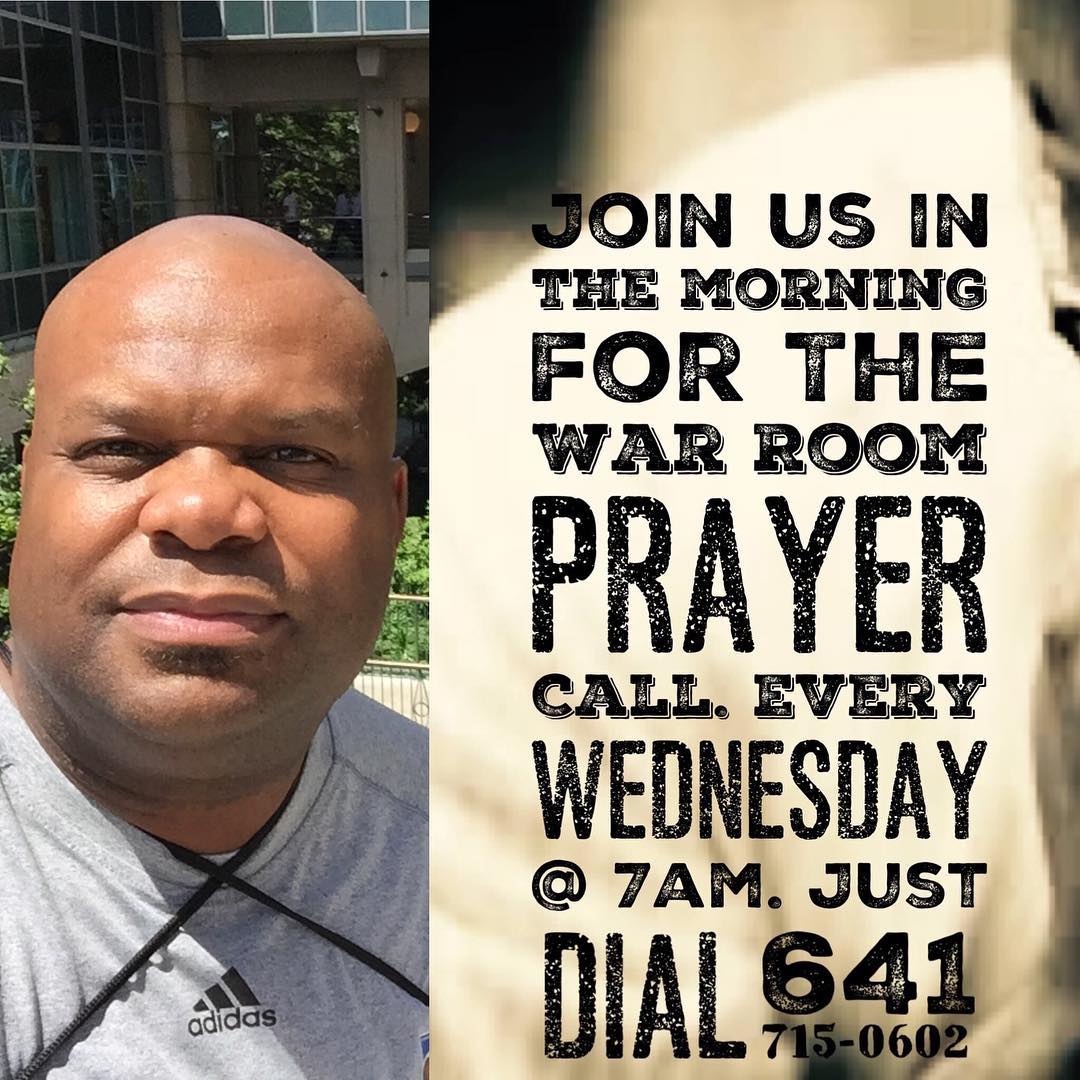 JOIN US IN
THE MORNING
FOR THE
WAR ROOM
PRAYER
CALL. EVERY
WEDNESDAY
@ 7AM. JUST
DIAL 641
715-0602
adidas